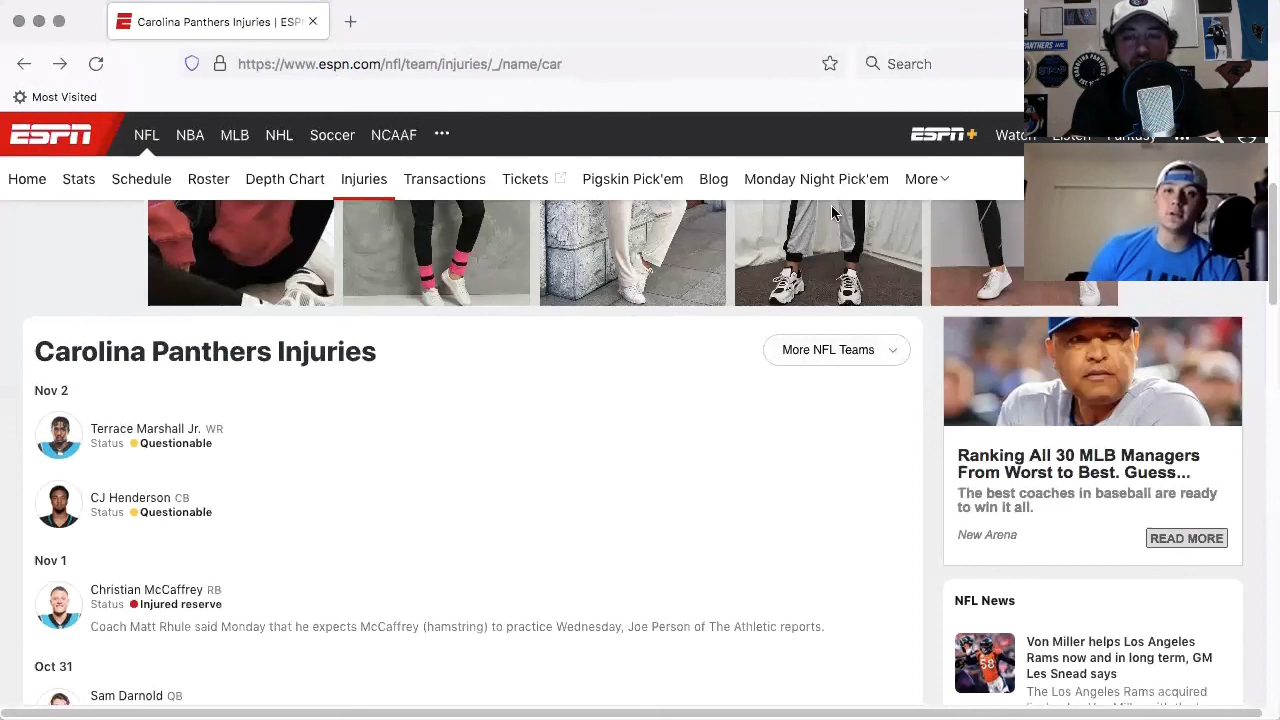 Carolina Panthers Injuries | ESP
https://www.espn.com/nfl/team/injuries/_/name/car
Search
Most Visited
ESPN
NFL
NBA
MLB
NHL
Soccer
NCAAF
•••
ESPN+
Home
Stats
Schedule
Roster
Depth Chart
Injuries
Transactions
Tickets
Pigskin Pick'em
Blog
Monday Night Pick'em
More
PANTHERS AVE
Carolina Panthers Injuries
More NFL Teams
Nov 2
Terrace Marshall Jr. WR
Status Questionable
CJ Henderson CB
Status Questionable
Nov 1
Christian McCaffrey RB
Status Injured reserve
Coach Matt Rhule said Monday that he expects McCaffrey (hamstring) to practice Wednesday, Joe Person of The Athletic reports.
Oct 31
Sam Darnold QB
Ranking All 30 MLB Managers
From Worst to Best. Guess...
The best coaches in baseball are ready
to win it all.
New Arena
READ MORE
NFL News
Von Miller helps Los Angeles
Rams now and in long term, GM
Les Snead says
The Los Angeles Rams acquired